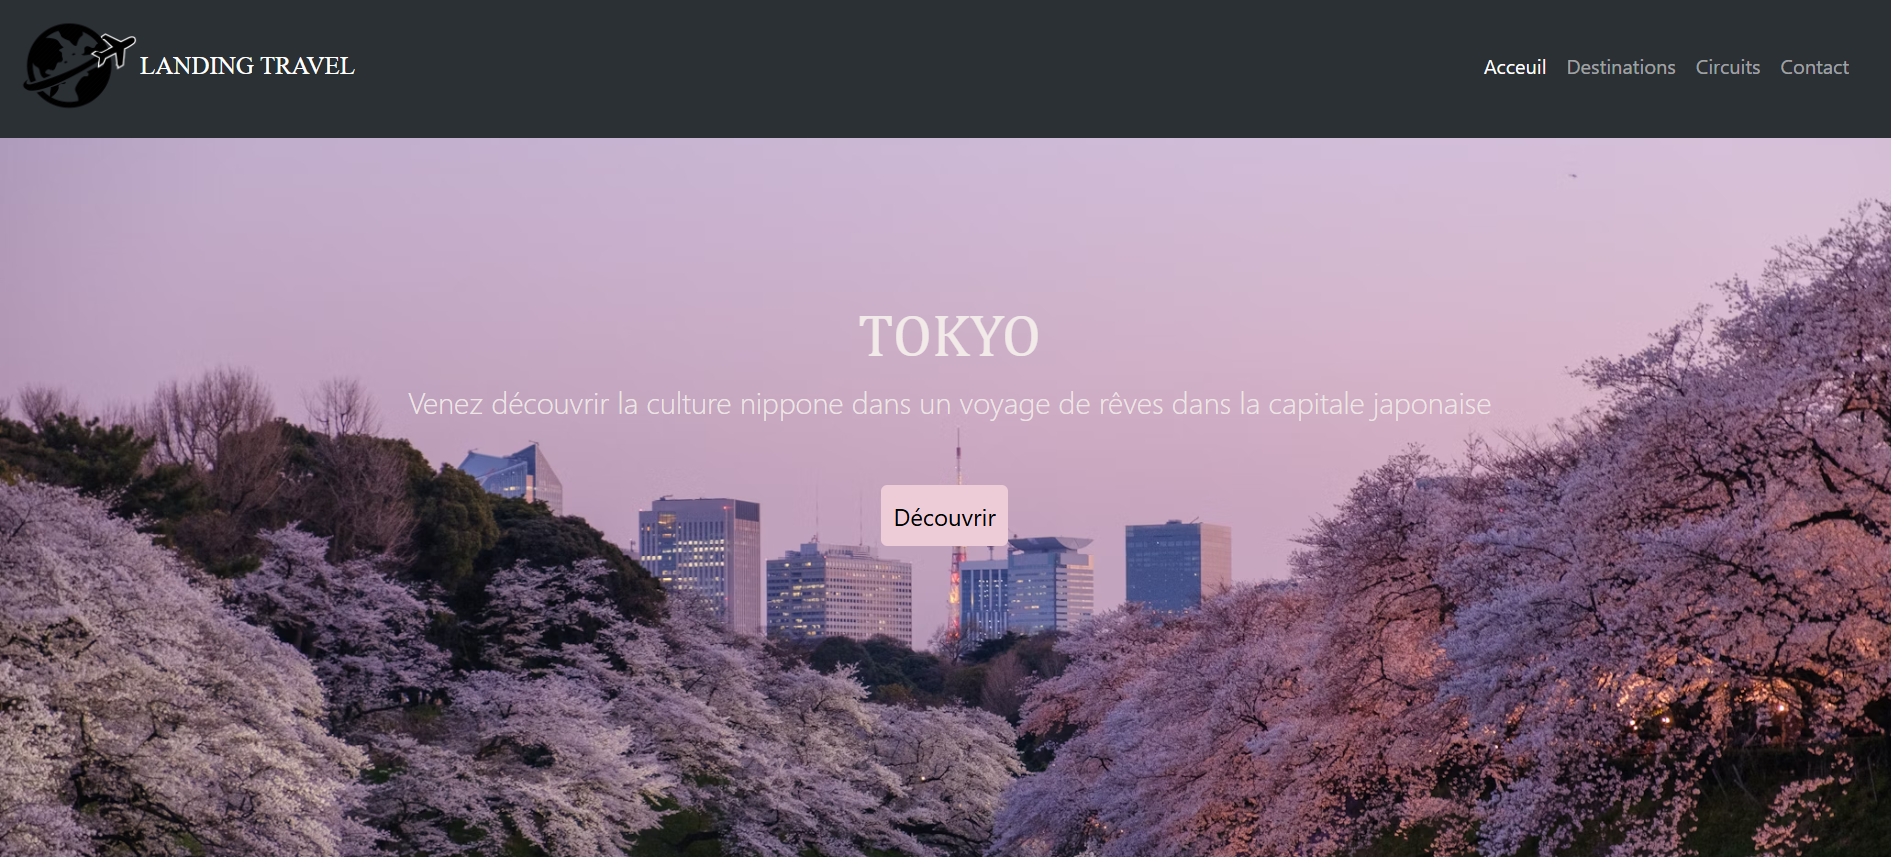 LANDING TRAVEL
Acceuil Destinations Circuits Contact
TOKYO
Venez découvrir la culture nippone dans un voyage de rêves dans la capitale japonaise
Découvrir